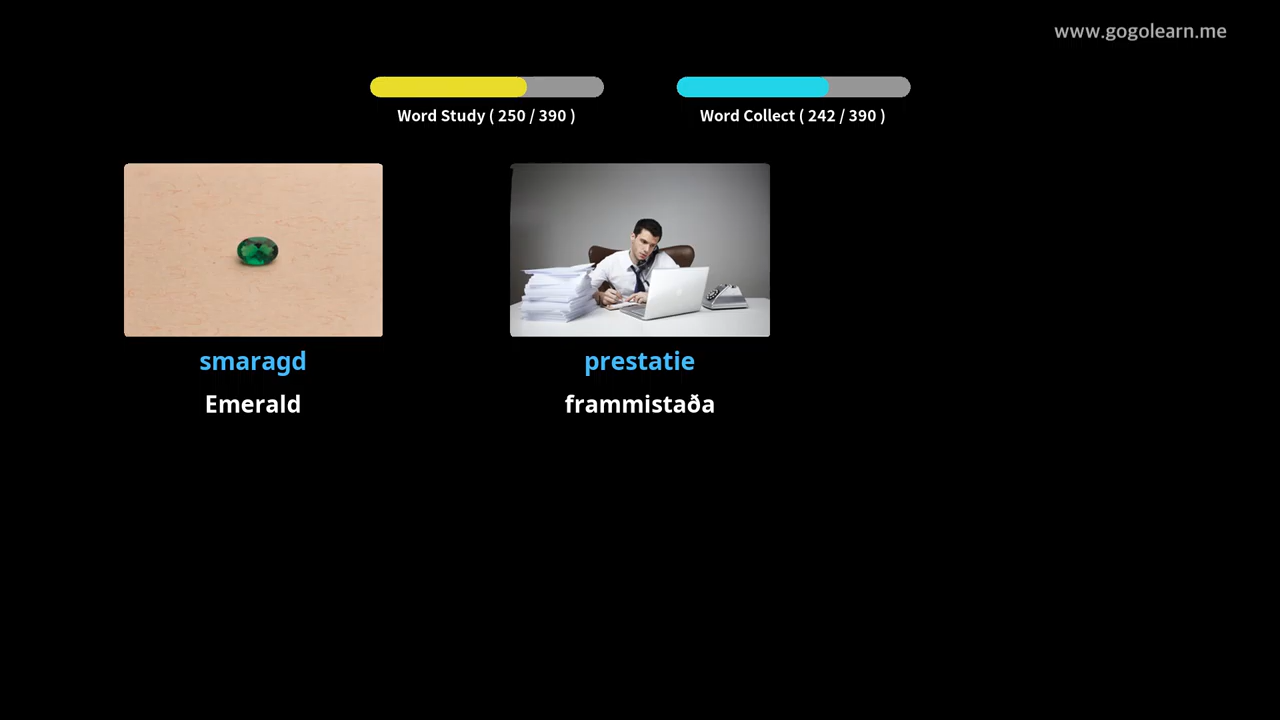 www.gogolearn.me
Word Study ( 250 / 390 )
Word Collect ( 242 / 390 )
smaragd
prestatie
Emerald
frammistaða